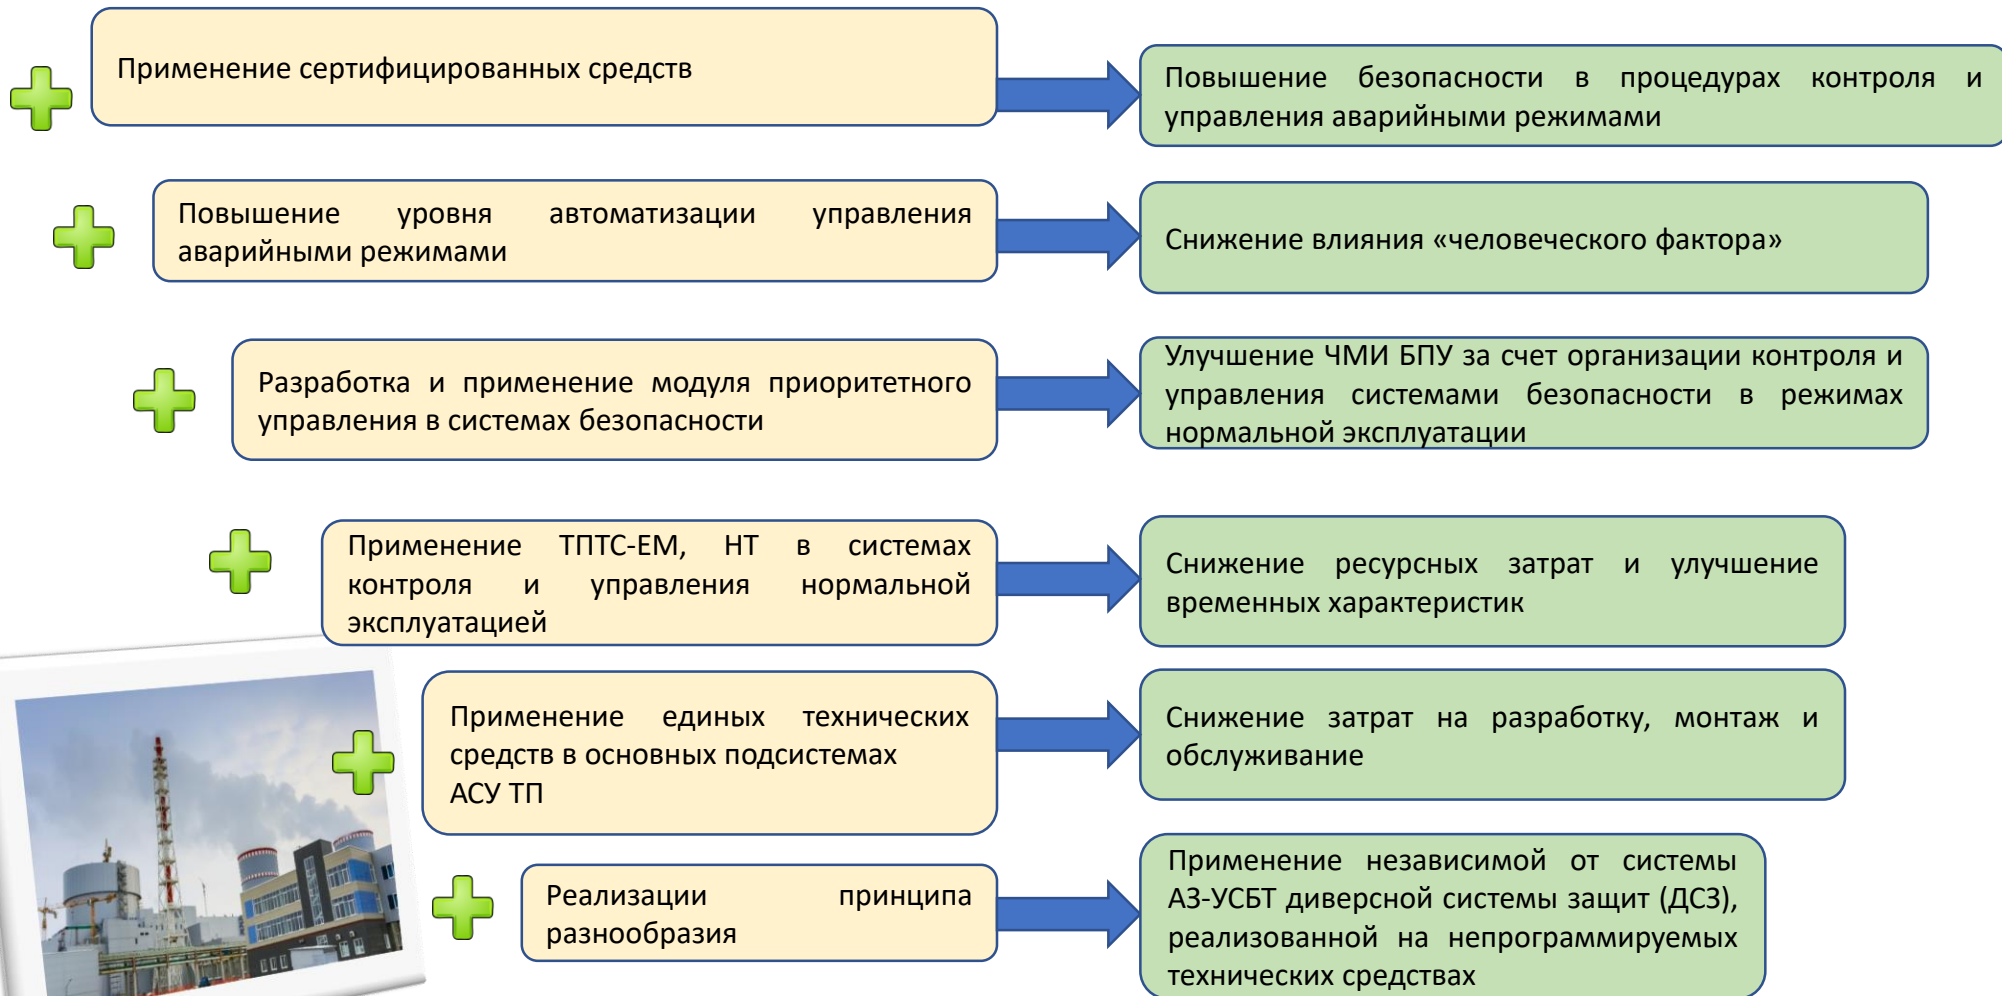 Применение сертифицированных средств
Повышение безопасности в процедурах контроля и
управления аварийными режимами
Повышение уровня автоматизации управления
аварийными режимами
Снижение влияния «человеческого фактора»
Разработка и применение модуля приоритетного
управления в системах безопасности
Улучшение ЧМИ БПУ за счет организации контроля и
управления системами безопасности в режимах
нормальной эксплуатации
Применение ТПТС-ЕМ, НТ в системах
контроля и управления нормальной
эксплуатацией
Снижение ресурсных затрат и улучшение
временных характеристик
Применение единых технических
средств в основных подсистемах
АСУ ТП
Снижение затрат на разработку, монтаж и
обслуживание
Реализации принципа
разнообразия
Применение независимой от системы
АЗ-УСБТ диверсной системы защит (ДСЗ),
реализованной на непрограммируемых
технических средствах